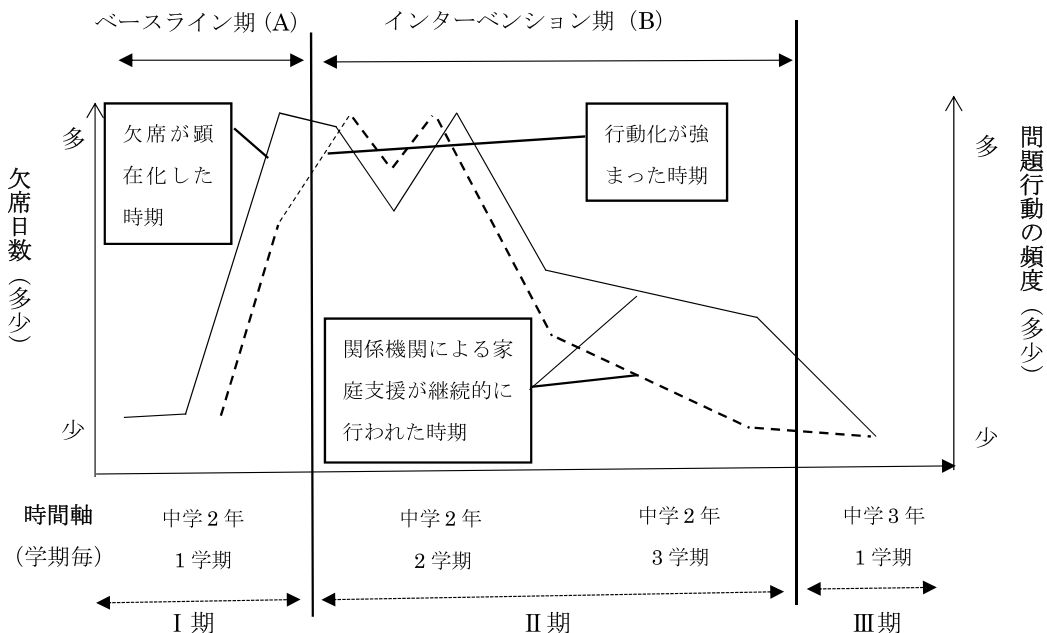 ベースライン期(A)
インターベンション期(B)
多
欠席が顕
在化した
時期
行動化が強
まった時期
多
欠席日数(多少)
問題行動の頻度(多少)
関係機関による家
庭支援が継続的に
行われた時期
少
少
時間軸
(学期毎)
中学2年
1学期
中学2年
2学期
中学2年
3学期
中学3年
1学期
Ⅰ期
Ⅱ期
Ⅲ期